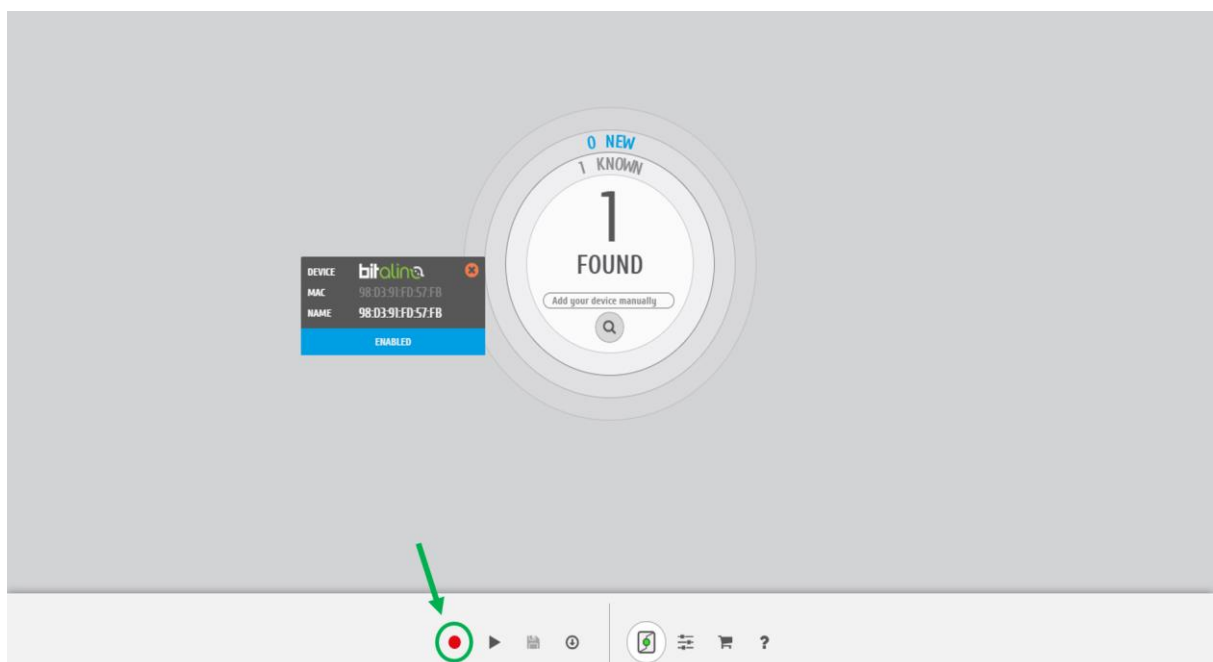 0 NEW
1 KNOWN
1
FOUND
Add your device manually
DEVICE bitalino
MAC 98:D3:91:FD:57:FB
NAME 98:D3:91:FD:57:FB
ENABLED
?